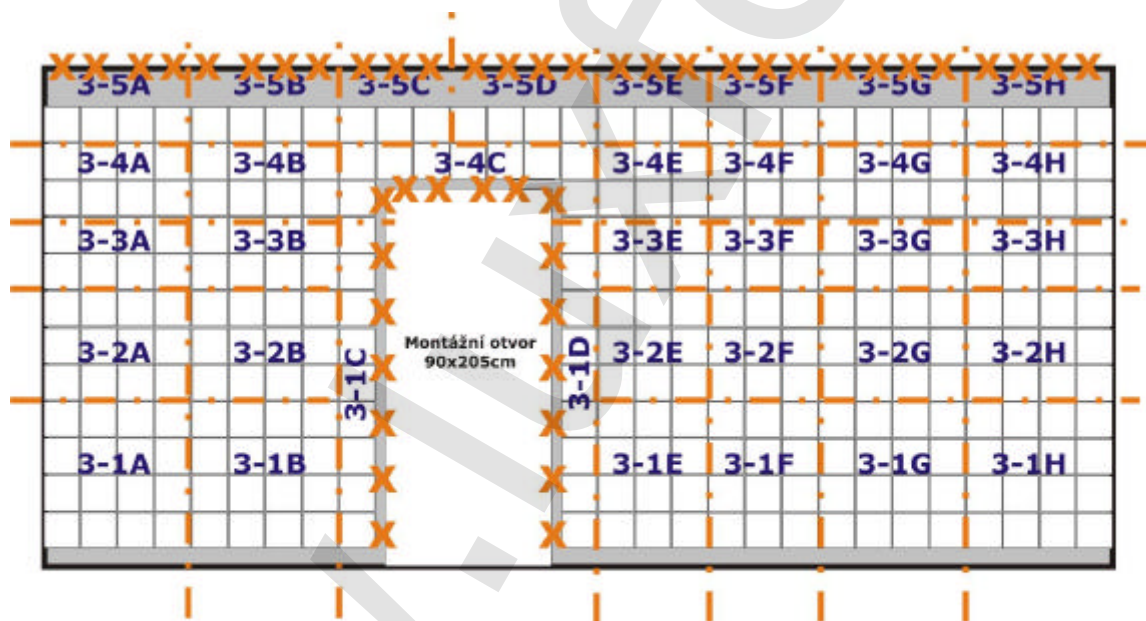 3-5A 3-5B 3-5C 3-5D 3-5E 3-5F 3-5G 3-5H
3-4A 3-4B 3-4C 3-4E 3-4F 3-4G 3-4H
3-3A 3-3B 3-3E 3-3F 3-3G 3-3H
Montážní otvor
90x205cm
3-2A 3-2B 3-2E 3-2F 3-2G 3-2H
3-1C 3-1D
3-1A 3-1B 3-1E 3-1F 3-1G 3-1H